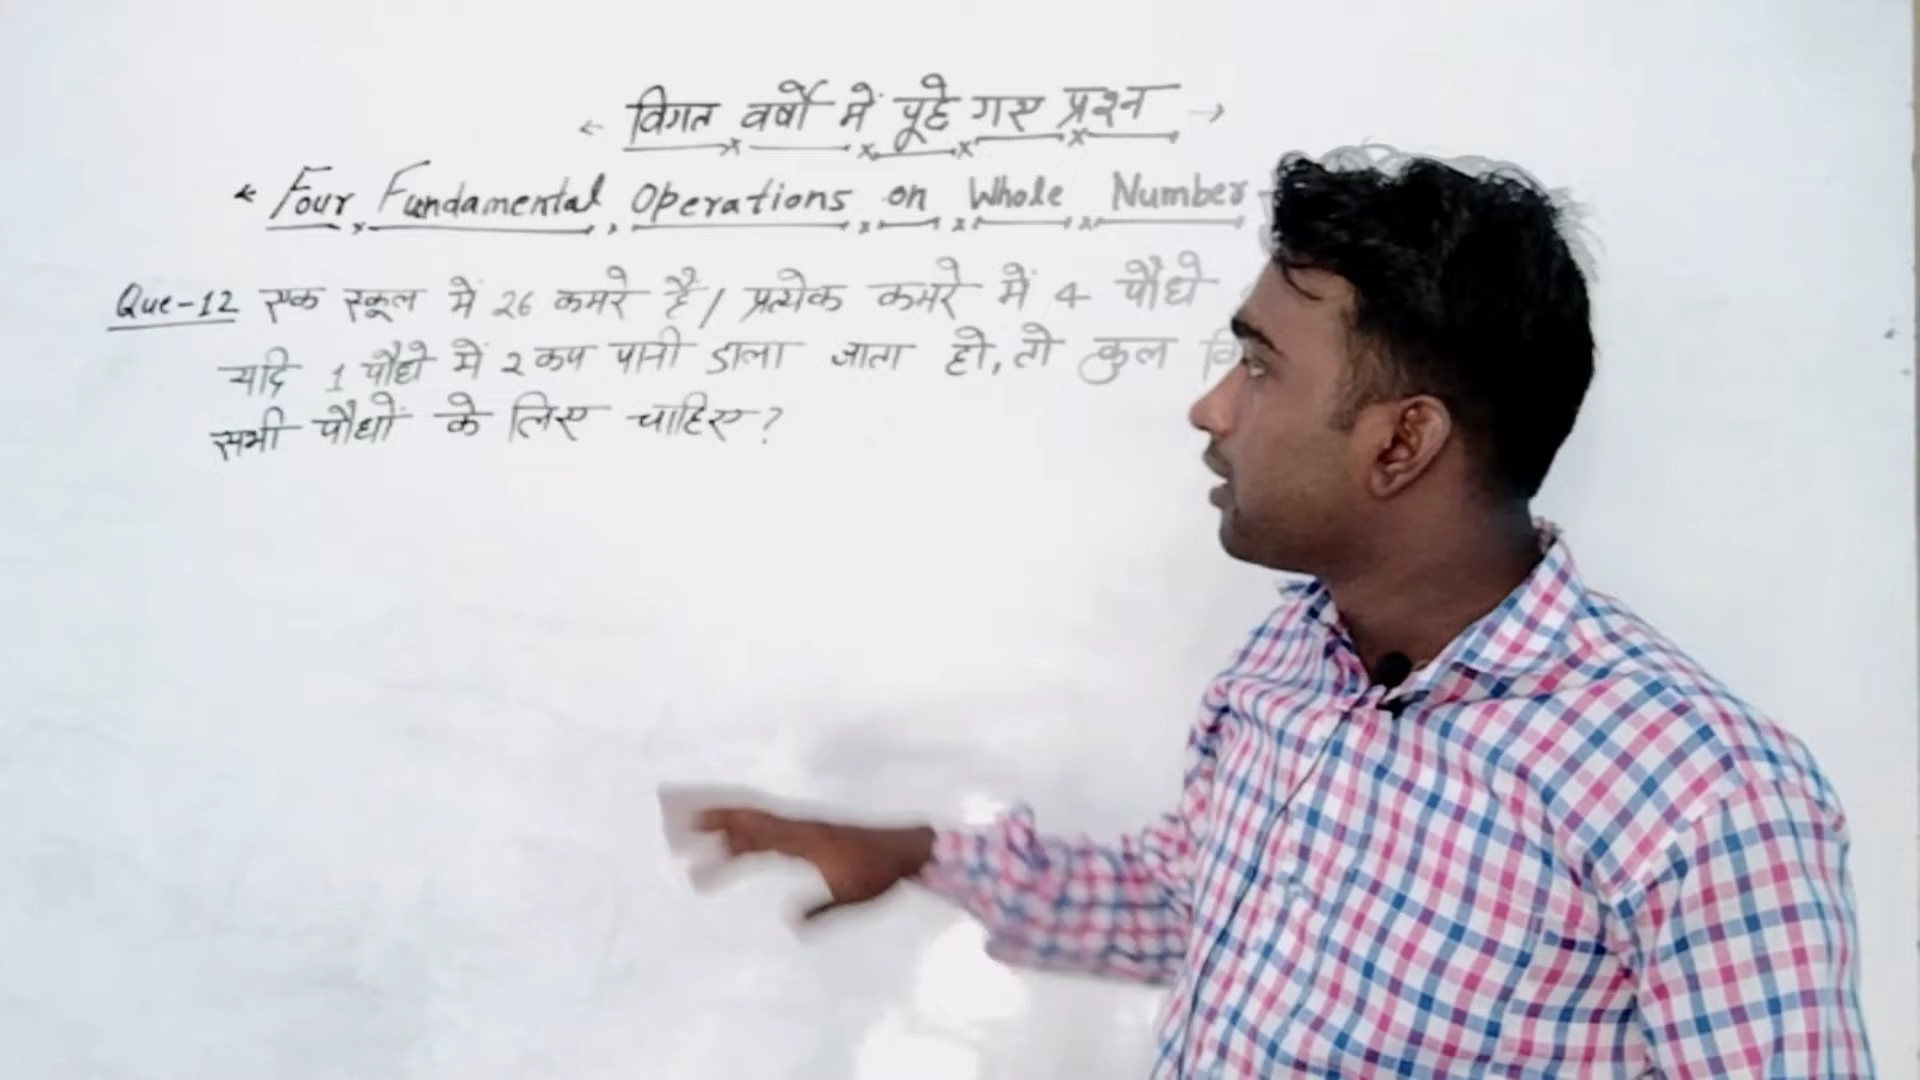 ← विगत वर्षो में पूछे गए प्रश्न →
Four Fundamental Operations on Whole Number
Que-12 एक स्कूल में 26 कमरे है / प्रत्येक कमरे में 4 पौधे
यदि 1 पौधे में 2 कप पानी डाला जाता हो, तो कुल
सभी पौधों के लिए चाहिए ?